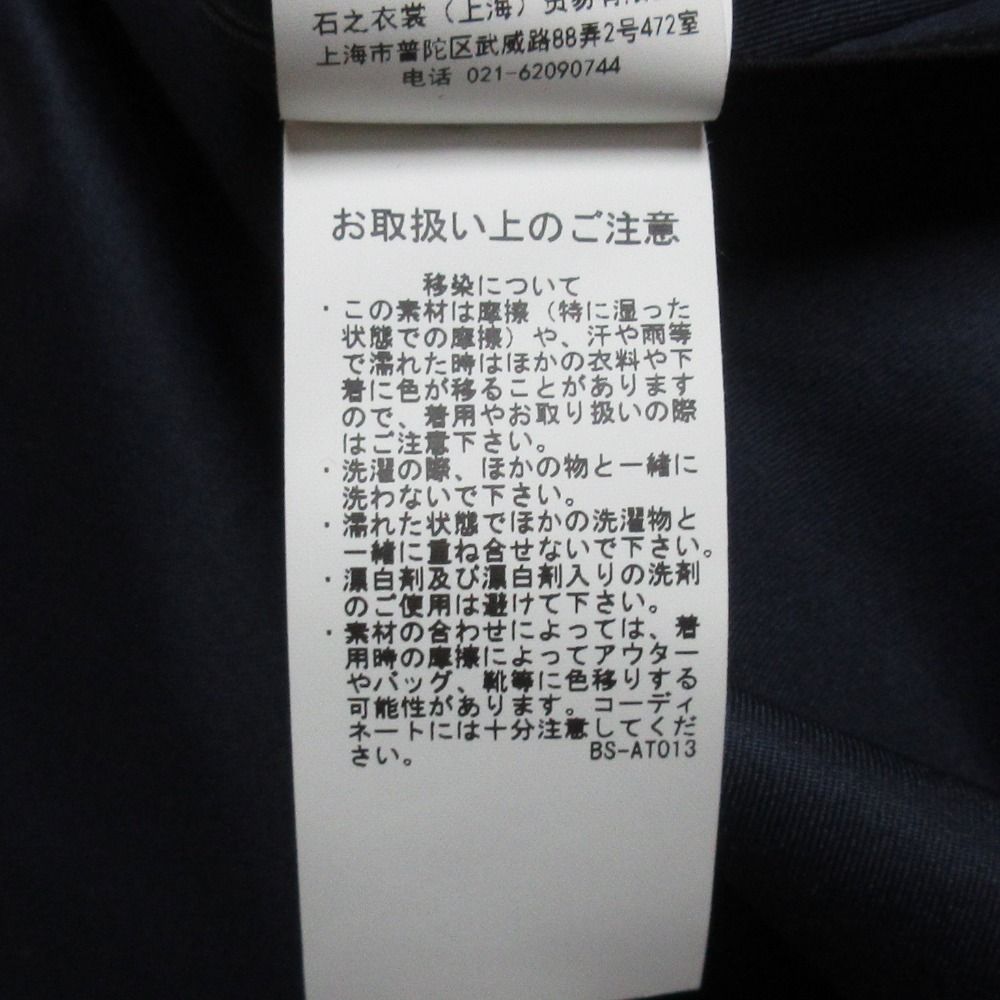 石之衣裳（上海）贸易有限
上海市普陀区武威路88弄2号472室
电话 021-62090744
お取扱い上のご注意
移染について
・この素材は摩擦（特に湿った
状態での摩擦）や、汗や雨等
で濡れた時はほかの衣料や下
着に色が移ることがあります
ので、着用やお取り扱いの際
はご注意下さい。
・洗濯の際、ほかの物と一緒に
洗わないで下さい。
・濡れた状態でほかの洗濯物と
一緒に重ね合せないで下さい。
・漂白剤及び漂白剤入りの洗剤
のご使用は避けて下さい。
・素材の合わせによっては、着
用時の摩擦によってアウター
やバッグ、靴等に色移りする
可能性があります。コーディ
ネートには十分注意してくだ
さい。 BS-AT013